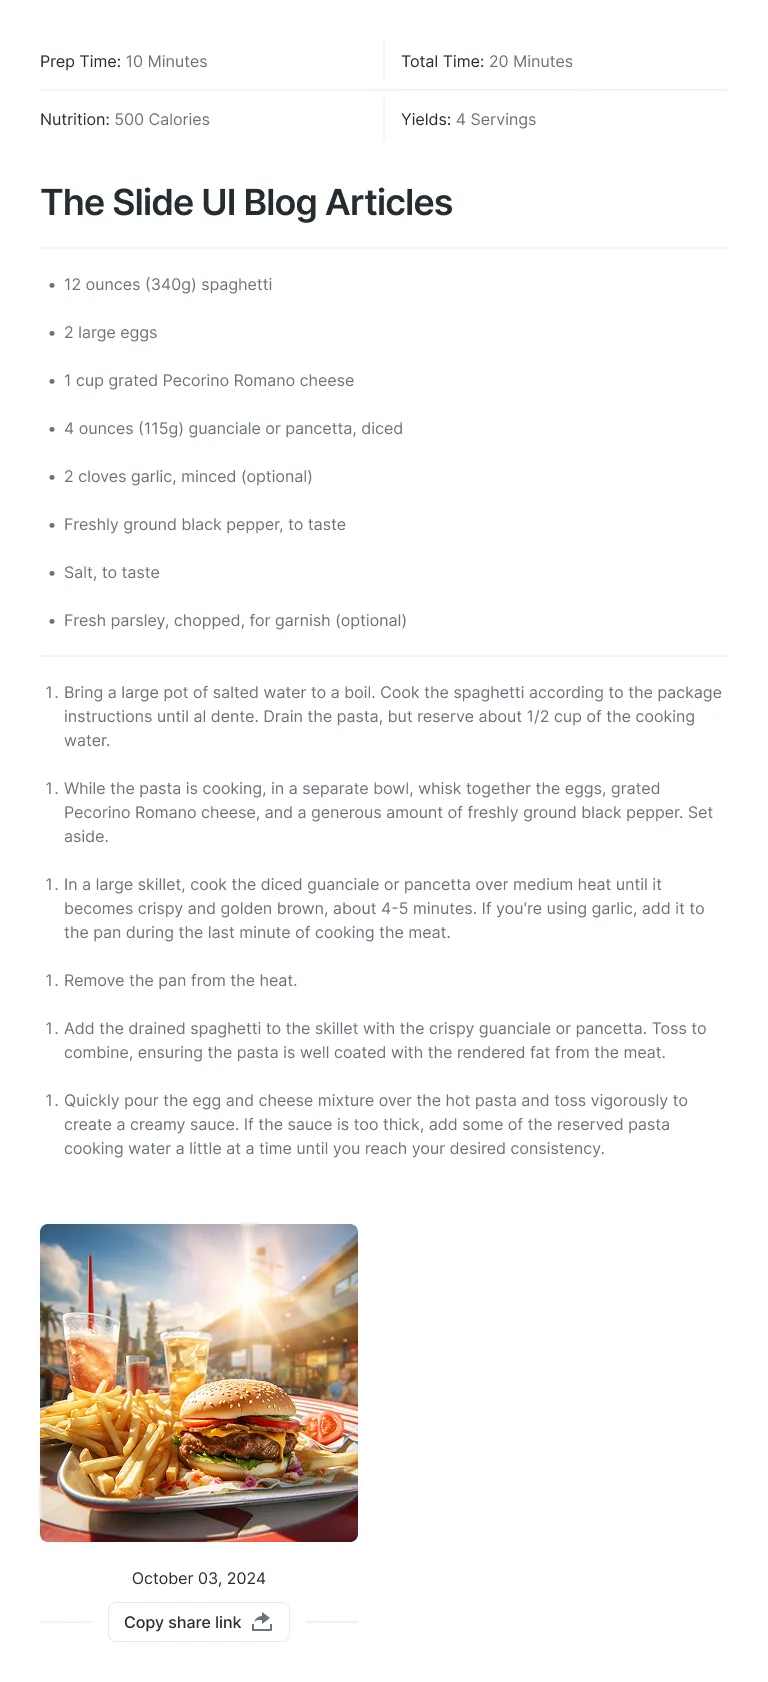 Prep Time: 10 Minutes
Total Time: 20 Minutes
Nutrition: 500 Calories
Yields: 4 Servings
The Slide UI Blog Articles
• 12 ounces (340g) spaghetti
• 2 large eggs
• 1 cup grated Pecorino Romano cheese
• 4 ounces (115g) guanciale or pancetta, diced
• 2 cloves garlic, minced (optional)
• Freshly ground black pepper, to taste
• Salt, to taste
• Fresh parsley, chopped, for garnish (optional)
1. Bring a large pot of salted water to a boil. Cook the spaghetti according to the package
instructions until al dente. Drain the pasta, but reserve about 1/2 cup of the cooking
water.
1. While the pasta is cooking, in a separate bowl, whisk together the eggs, grated
Pecorino Romano cheese, and a generous amount of freshly ground black pepper. Set
aside.
1. In a large skillet, cook the diced guanciale or pancetta over medium heat until it
becomes crispy and golden brown, about 4-5 minutes. If you're using garlic, add it to
the pan during the last minute of cooking the meat.
1. Remove the pan from the heat.
1. Add the drained spaghetti to the skillet with the crispy guanciale or pancetta. Toss to
combine, ensuring the pasta is well coated with the rendered fat from the meat.
1. Quickly pour the egg and cheese mixture over the hot pasta and toss vigorously to
create a creamy sauce. If the sauce is too thick, add some of the reserved pasta
cooking water a little at a time until you reach your desired consistency.
October 03, 2024
Copy share link